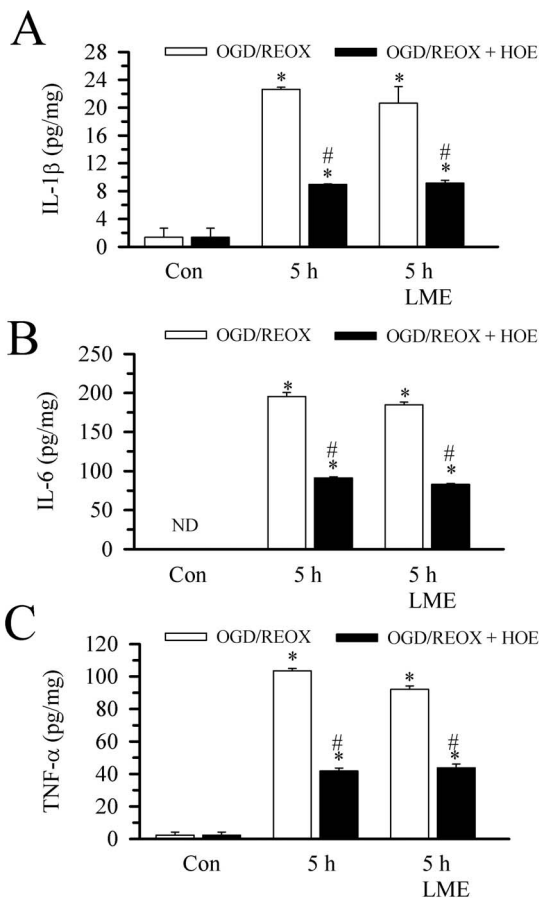 A
OGD/REOX OGD/REOX + HOE
28
24
20
16
12
8
4
0
IL-1β (pg/mg)
* *
# #
* *
Con 5 h 5 h
LME
B
OGD/REOX OGD/REOX + HOE
250
200
150
100
50
0
IL-6 (pg/mg)
* *
# #
* *
ND
Con 5 h 5 h
LME
C
OGD/REOX OGD/REOX + HOE
120
100
80
60
40
20
0
TNF-α (pg/mg)
* *
# #
* *
Con 5 h 5 h
LME